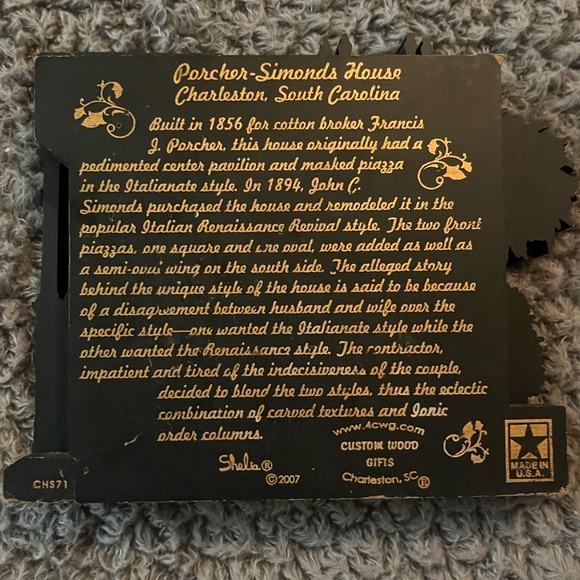 Porcher-Simonds House
Charleston, South Carolina
Built in 1856 for cotton broker Francis
J. Porcher, this house originally had a
pedimented center pavilion and masked piazza
in the Italianate style. In 1894, John C.
Simonds purchased the house and remodeled it in the
popular Italian Renaissance Revival style. The two front
piazzas, one square and one oval, were added as well as
a semi-oval wing on the south side. The alleged story
behind the unique style of the house is said to be because
of a disagreement between husband and wife over the
specific style—one wanted the Italianate style while the
other wanted the Renaissance style. The contractor,
impatient and tired of the indecisiveness of the couple,
decided to blend the two styles, thus the eclectic
combination of carved textures and Ionic
order columns.
www.4cwg.com
CUSTOM WOOD
GIFTS
Charleston, SC®
Shelia®
©2007
MADE IN
U.S.A.
CHS71